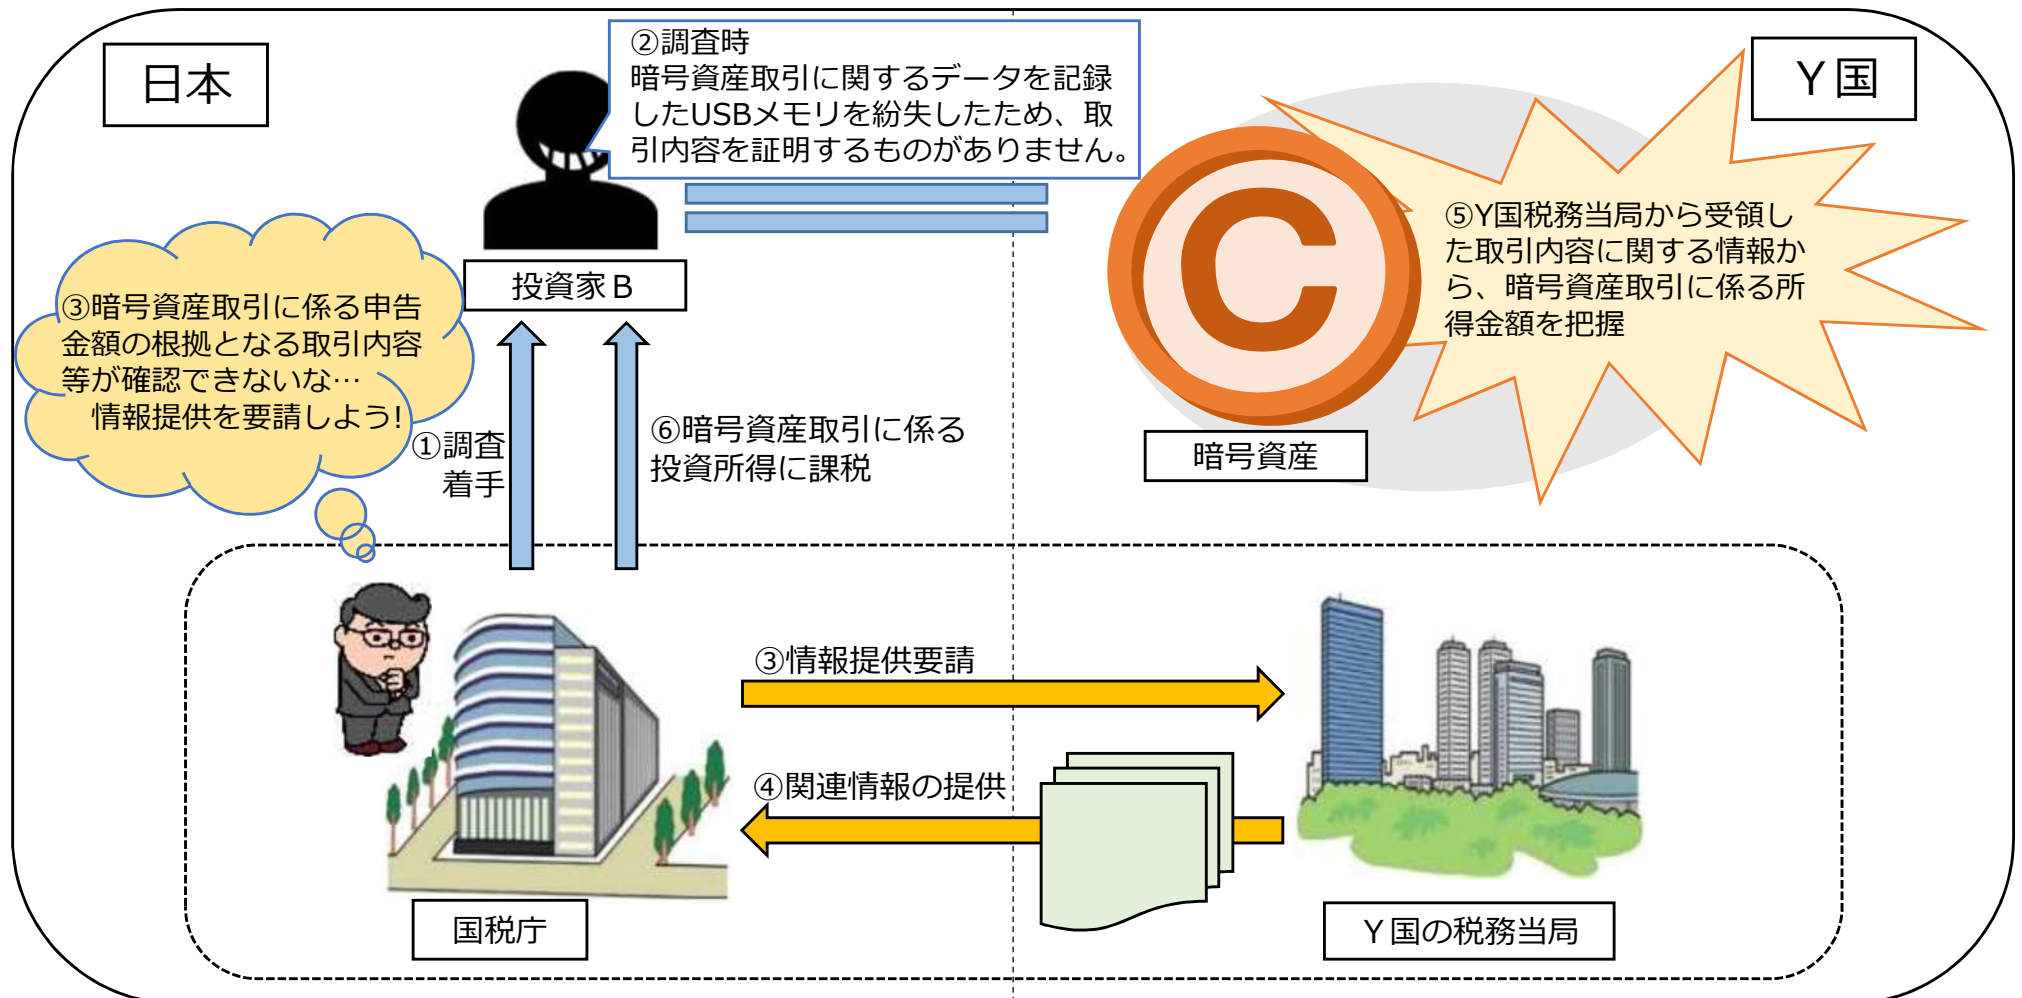 日本
Y国
②調査時
暗号資産取引に関するデータを記録
したUSBメモリを紛失したため、取
引内容を証明するものがありません。
投資家B
③暗号資産取引に係る申告
金額の根拠となる取引内容
等が確認できないな…
情報提供を要請しよう!
⑤Y国税務当局から受領し
た取引内容に関する情報か
ら、暗号資産取引に係る所
得金額を把握
C
暗号資産
①調査
着手
⑥暗号資産取引に係る
投資所得に課税
③情報提供要請
④関連情報の提供
国税庁
Y国の税務当局